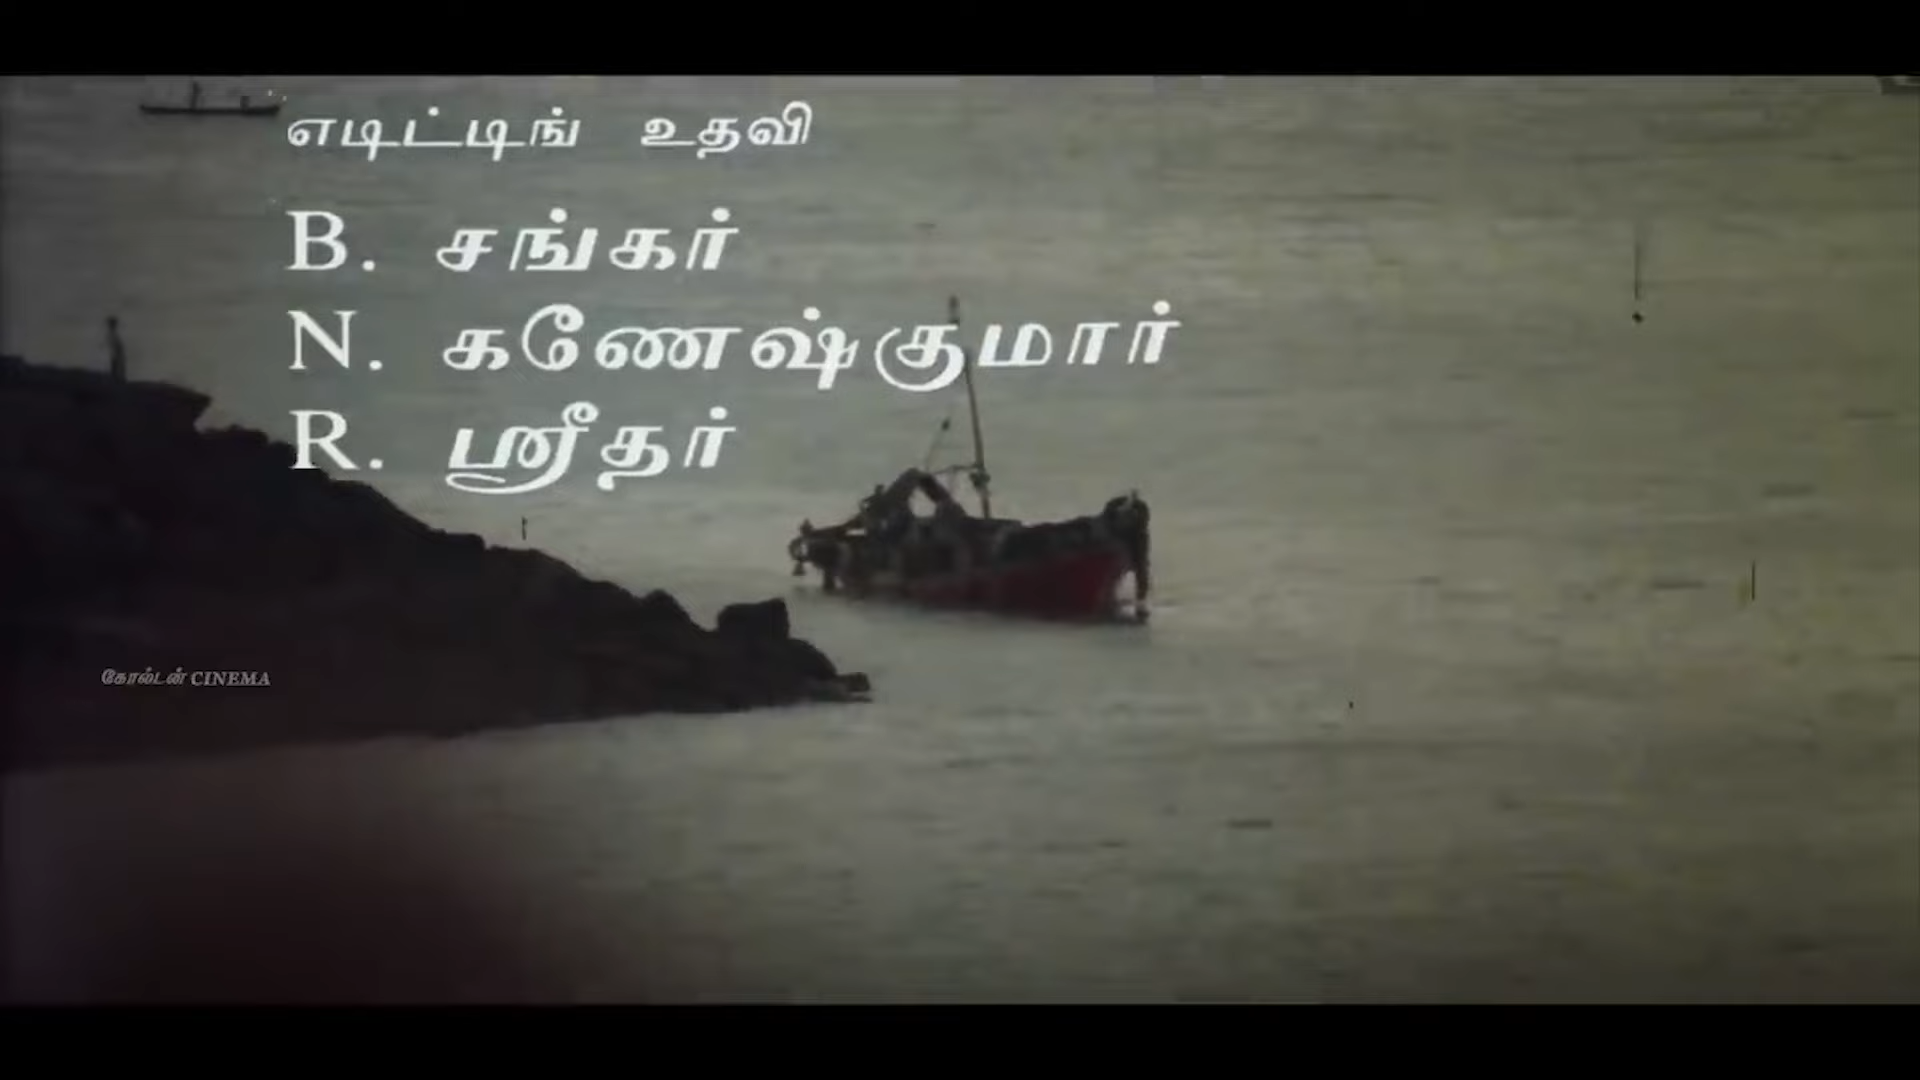 எடிட்டிங் உதவி
B. சங்கர்
N. கணேஷ்குமார்
R. ஸ்ரீதர்
கோல்டன் CINEMA